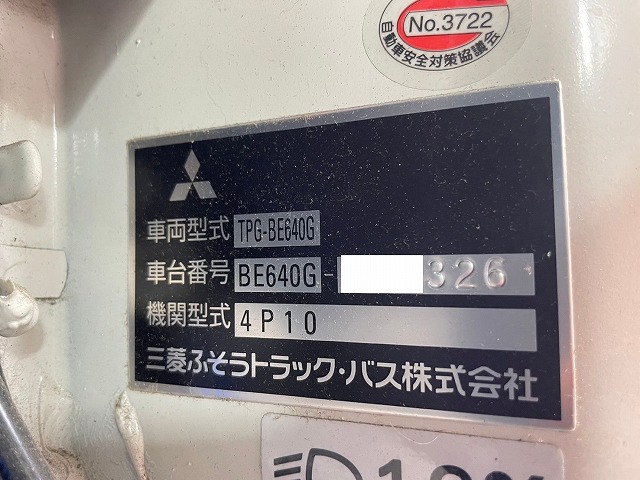 No.3722
自動車安全対策協議会
車両型式 TPG-BE640G
車台番号 BE640G- 326
機関型式 4P10
三菱ふそうトラック・バス株式会社